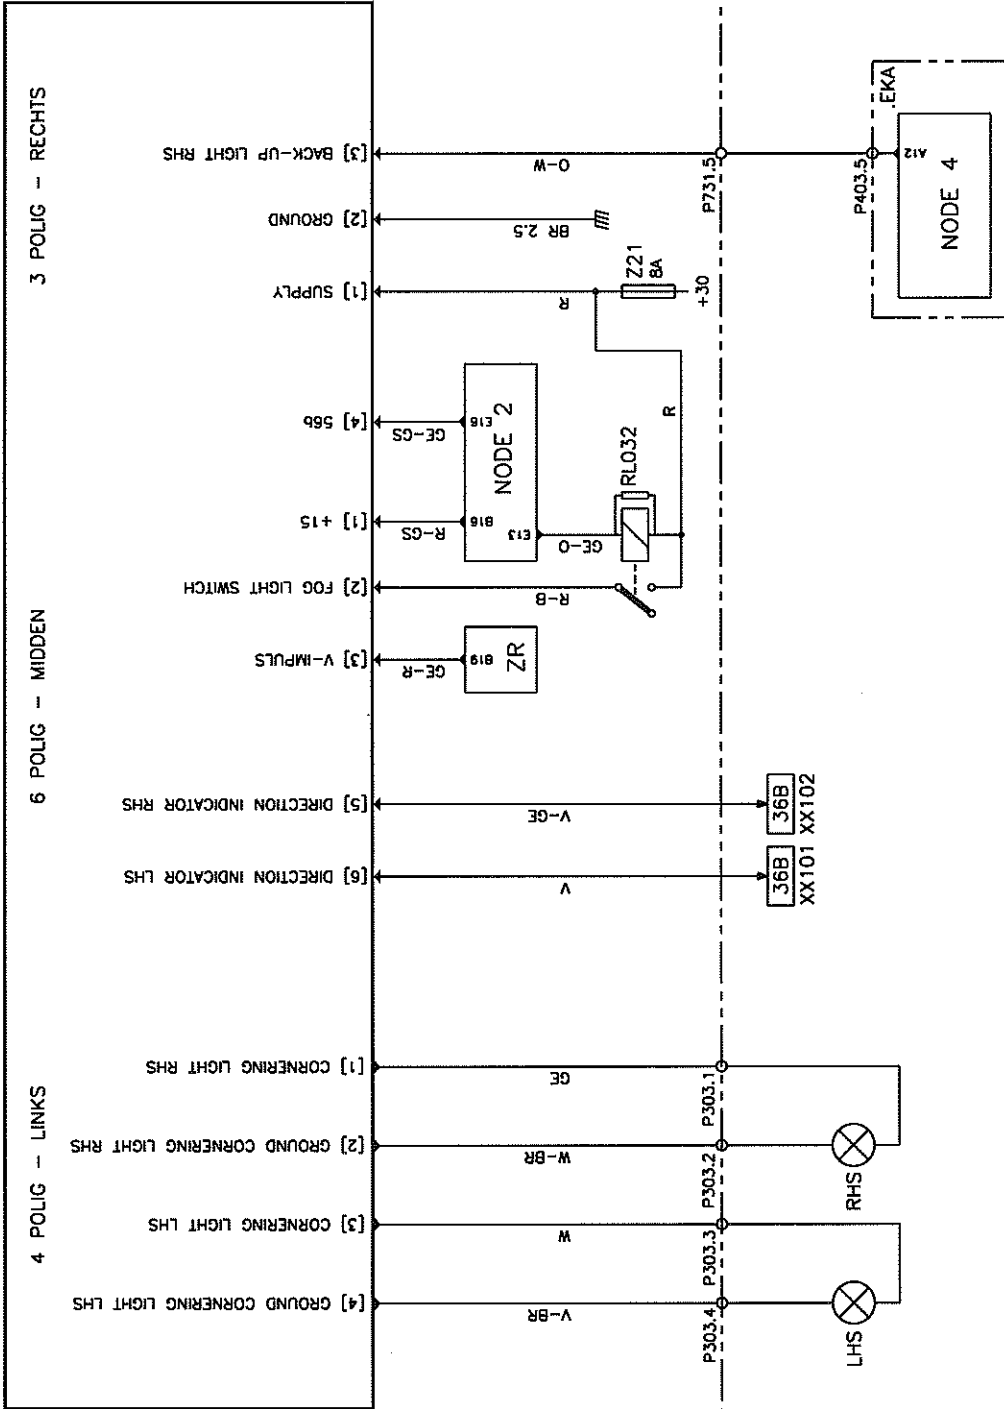 4 POLIG - LINKS
6 POLIG - MIDDEN
3 POLIG - RECHTS
[4] GROUND CORNERING LIGHT LHS
[3] CORNERING LIGHT LHS
[2] GROUND CORNERING LIGHT RHS
[1] CORNERING LIGHT RHS
[6] DIRECTION INDICATOR LHS
[5] DIRECTION INDICATOR RHS
[3] V-IMPULS
[2] FOG LIGHT SWITCH
[1] +15
[4] 56b
[1] SUPPLY
[2] GROUND
[3] BACK-UP LIGHT RHS
V-BR
W
W-BR
GE
V
V-GE
GE-R
R-B
R-GS
GE-GS
R
BR 2.5
O-W
B19
ZR
B16
E16
E13
NODE 2
GE-O
RL032
R
Z21
8A
+30
P303.4
P303.3
P303.2
P303.1
P731.5
P403.5
LHS
RHS
36B
XX101
36B
XX102
EKA
A12
NODE 4